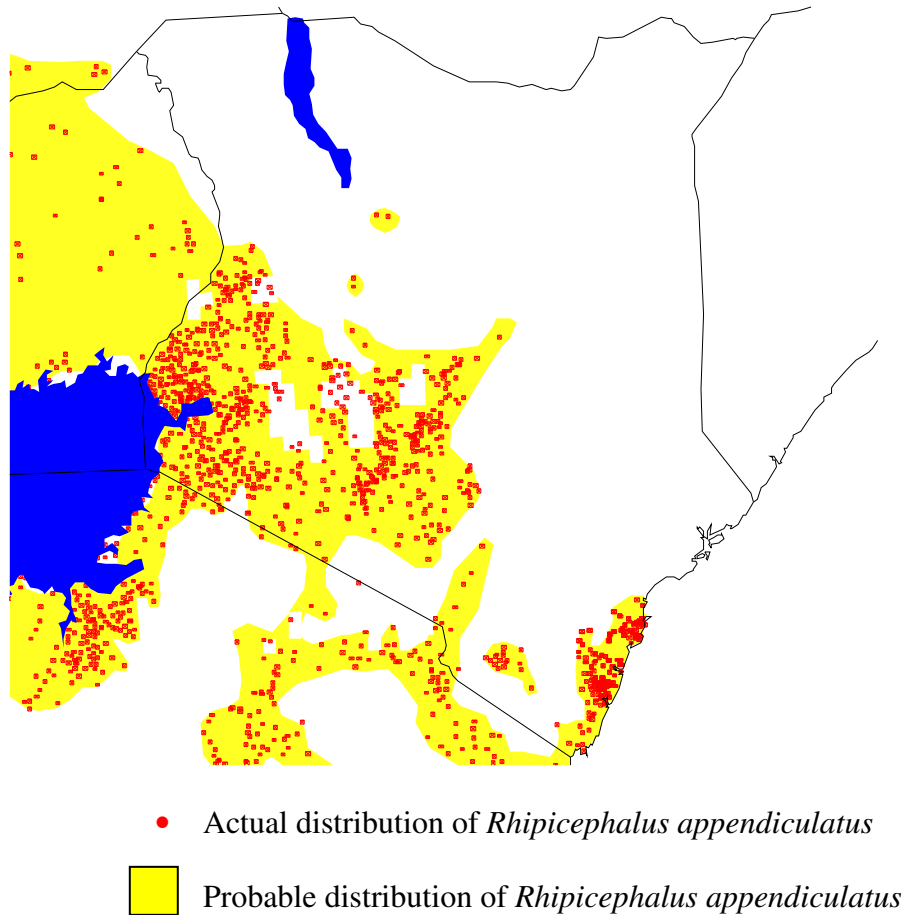 Actual distribution of Rhipicephalus appendiculatus
Probable distribution of Rhipicephalus appendiculatus